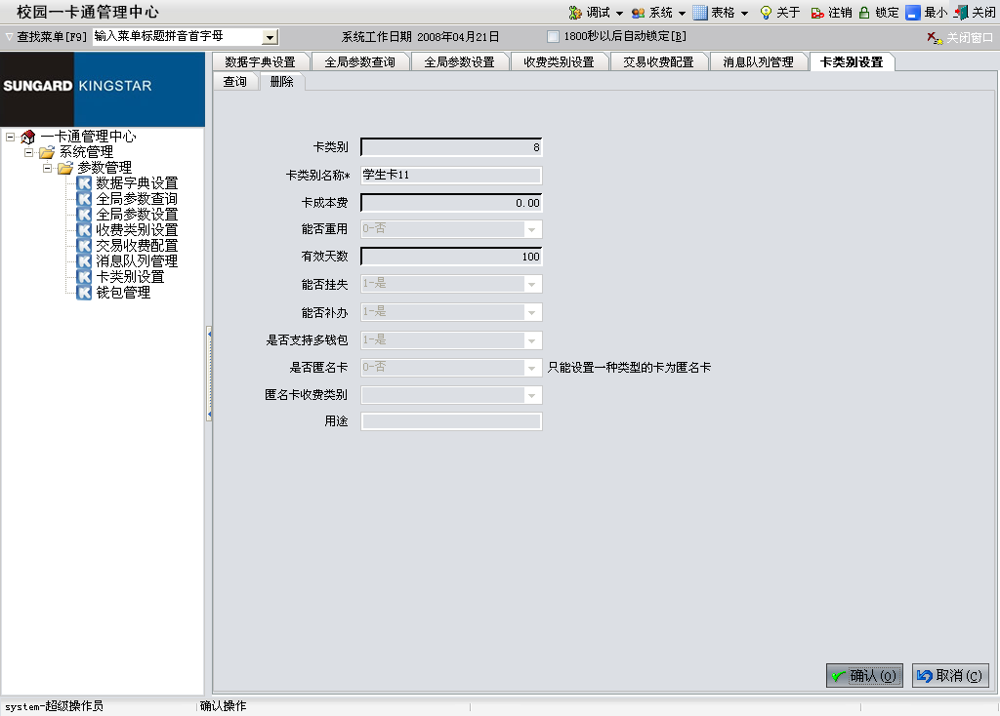 校园一卡通管理中心
调试 系统 表格 关于 注销 锁定 最小 关闭
查找菜单[F9] 输入菜单标题拼音首字母 系统工作日期 2008年04月21日 1800秒以后自动锁定[B] 关闭窗口
SUNGARD KINGSTAR
数据字典设置 全局参数查询 全局参数设置 收费类别设置 交易收费配置 消息队列管理 卡类别设置
查询 删除
一卡通管理中心
系统管理
参数管理
数据字典设置
全局参数查询
全局参数设置
收费类别设置
交易收费配置
消息队列管理
卡类别设置
钱包管理
卡类别 8
卡类别名称* 学生卡11
卡成本费 0.00
能否重用 0-否
有效天数 100
能否挂失 1-是
能否补办 1-是
是否支持多钱包 1-是
是否匿名卡 0-否 只能设置一种类型的卡为匿名卡
匿名卡收费类别
用途
确认(O) 取消(C)
system-超级操作员 确认操作